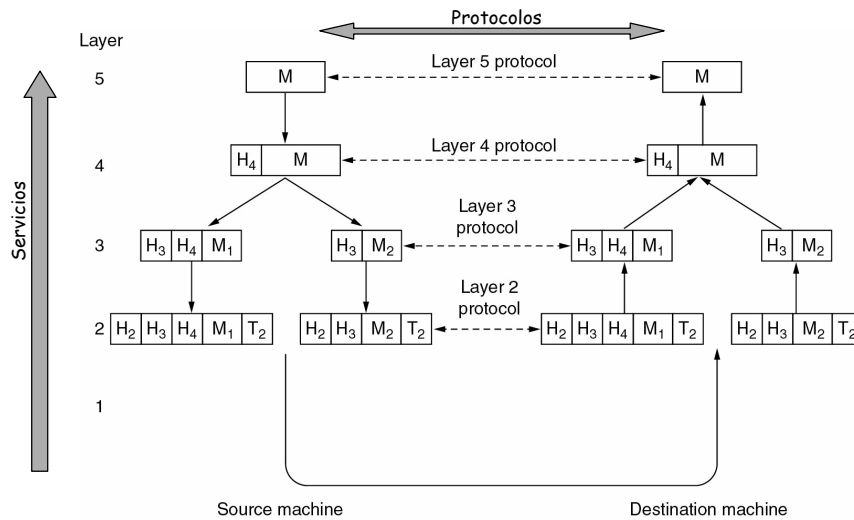 Protocolos
Layer
Servicios
5
M
Layer 5 protocol
M
4
H4 M
Layer 4 protocol
H4 M
3
H3 H4 M1
H3 M2
Layer 3
protocol
H3 H4 M1
H3 M2
2
H2 H3 H4 M1 T2
H2 H3 M2 T2
Layer 2
protocol
H2 H3 H4 M1 T2
H2 H3 M2 T2
1
Source machine
Destination machine